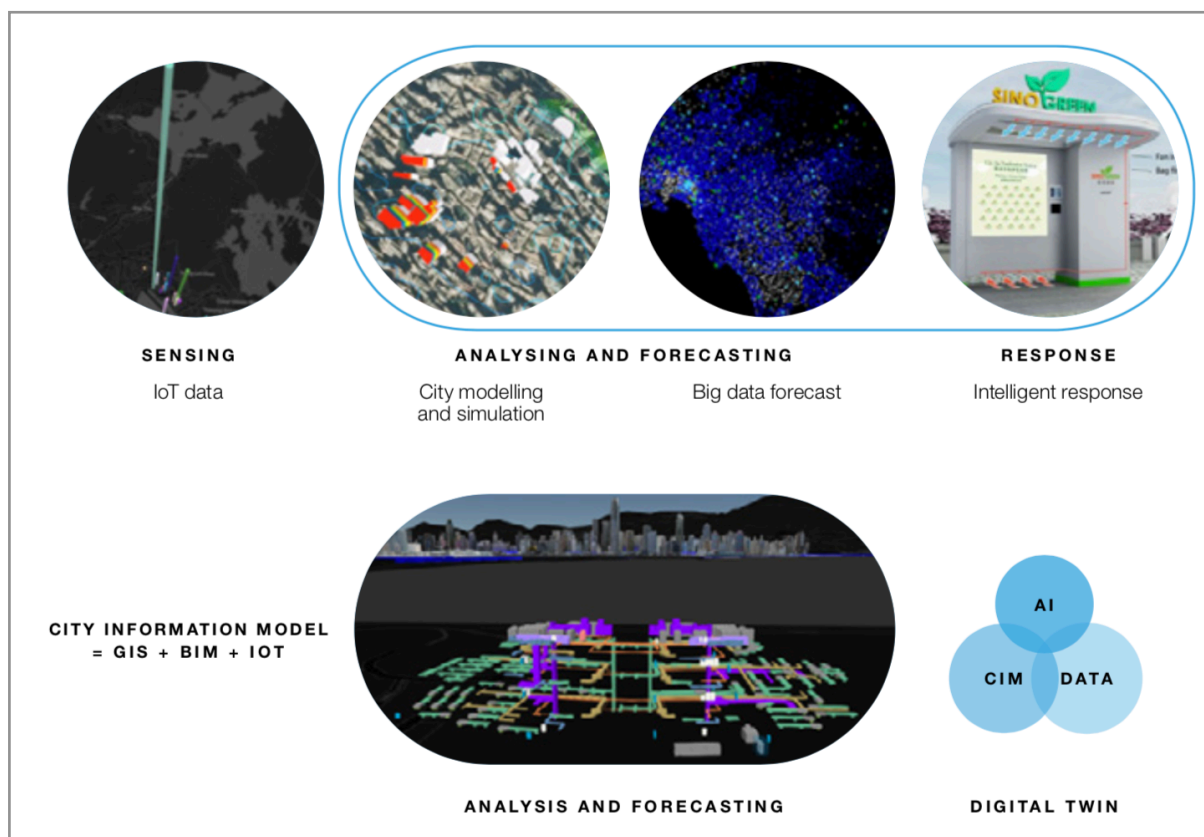 SINO GREEN
Fan
SENSING
ANALYSING AND FORECASTING
RESPONSE
IoT data
City modelling
and simulation
Big data forecast
Intelligent response
CITY INFORMATION MODEL
= GIS + BIM + IOT
AI
CIM
DATA
ANALYSIS AND FORECASTING
DIGITAL TWIN